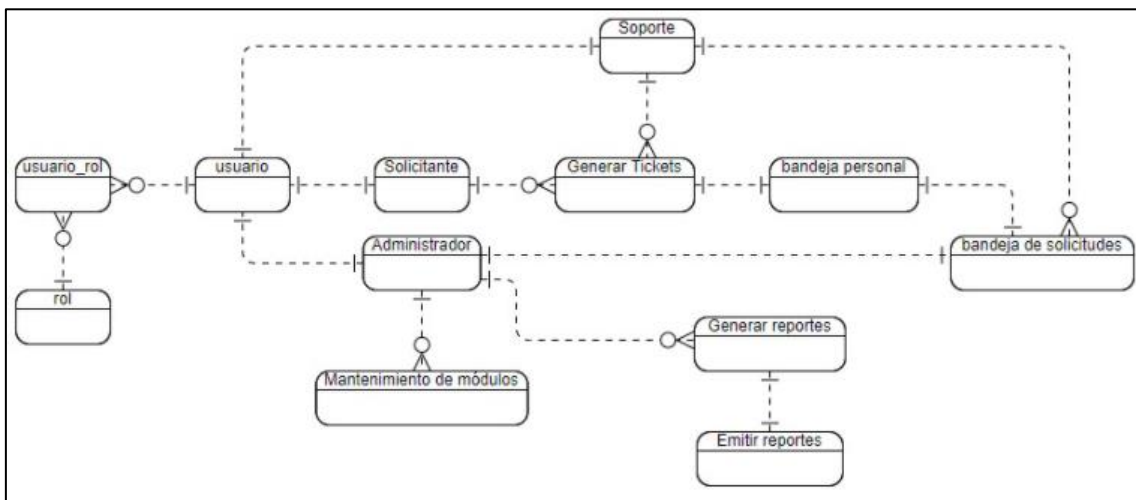 Soporte
usuario_rol
usuario
Solicitante
Generar Tickets
bandeja personal
Administrador
bandeja de solicitudes
rol
Generar reportes
Mantenimiento de módulos
Emitir reportes